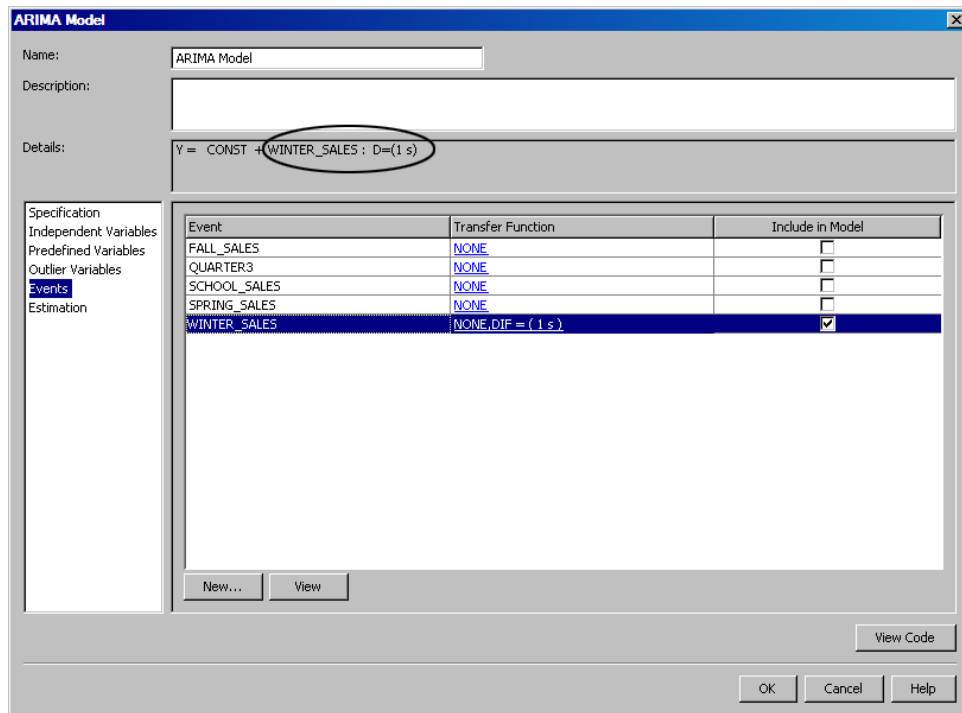 ARIMA Model
Name: ARIMA Model
Description:
Details: Y = CONST + WINTER_SALES : D=(1 s)
Specification
Independent Variables
Predefined Variables
Outlier Variables
Events
Estimation
Event Transfer Function Include in Model
FALL_SALES NONE
QUARTER3 NONE
SCHOOL_SALES NONE
SPRING_SALES NONE
WINTER_SALES NONE,DIF = ( 1 s )
New... View
View Code
OK Cancel Help